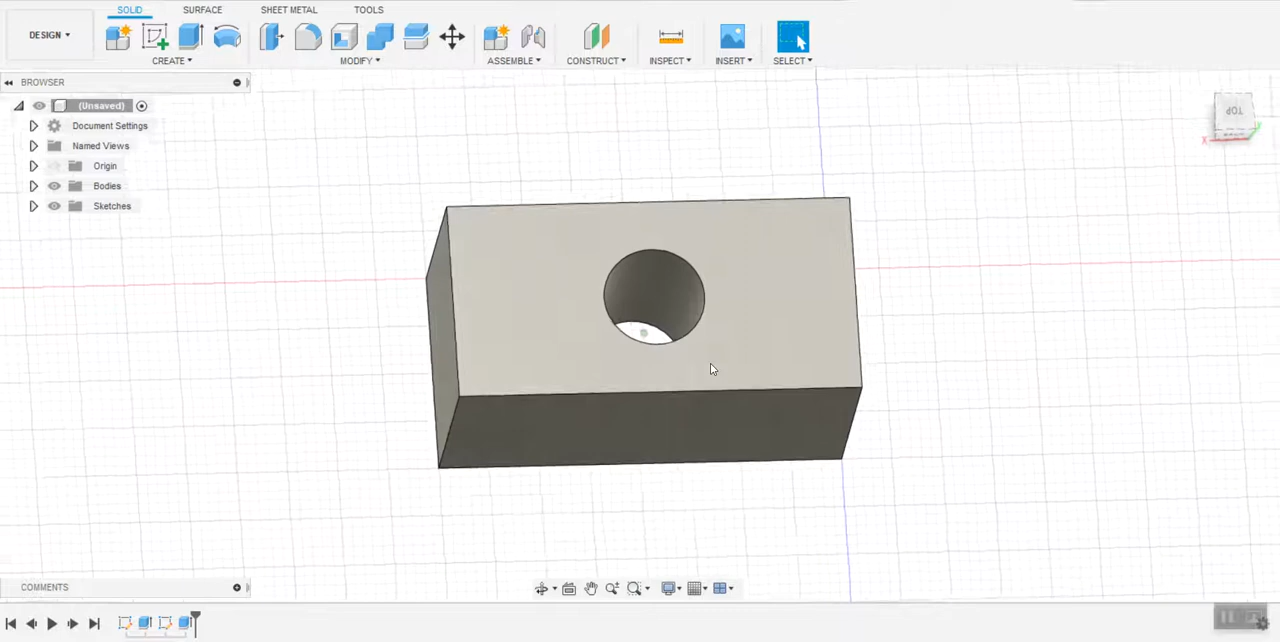 SOLID SURFACE SHEET METAL TOOLS
DESIGN
CREATE MODIFY ASSEMBLE CONSTRUCT INSPECT INSERT SELECT
BROWSER
(Unsaved)
Document Settings
Named Views
Origin
Bodies
Sketches
TOP
X
COMMENTS